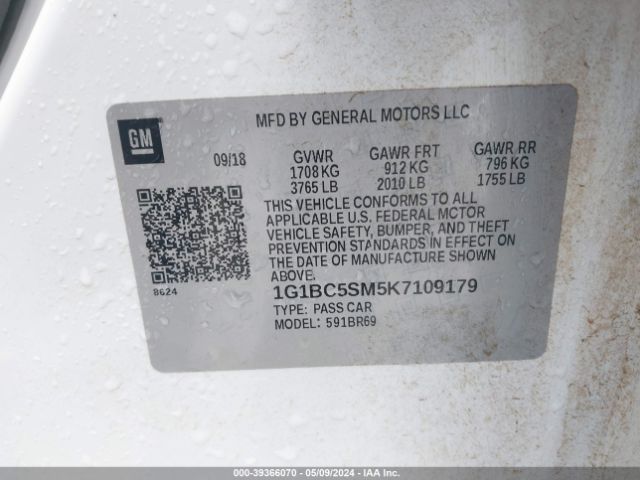 GM
MFD BY GENERAL MOTORS LLC
09/18
GVWR
1708 KG
3765 LB
GAWR FRT
912 KG
2010 LB
GAWR RR
796 KG
1755 LB
THIS VEHICLE CONFORMS TO ALL
APPLICABLE U.S. FEDERAL MOTOR
VEHICLE SAFETY, BUMPER, AND THEFT
PREVENTION STANDARDS IN EFFECT ON
THE DATE OF MANUFACTURE SHOWN
ABOVE.
8624
1G1BC5SM5K7109179
TYPE: PASS CAR
MODEL: 591BR69
000-39366070 - 05/09/2024 - IAAI.COM